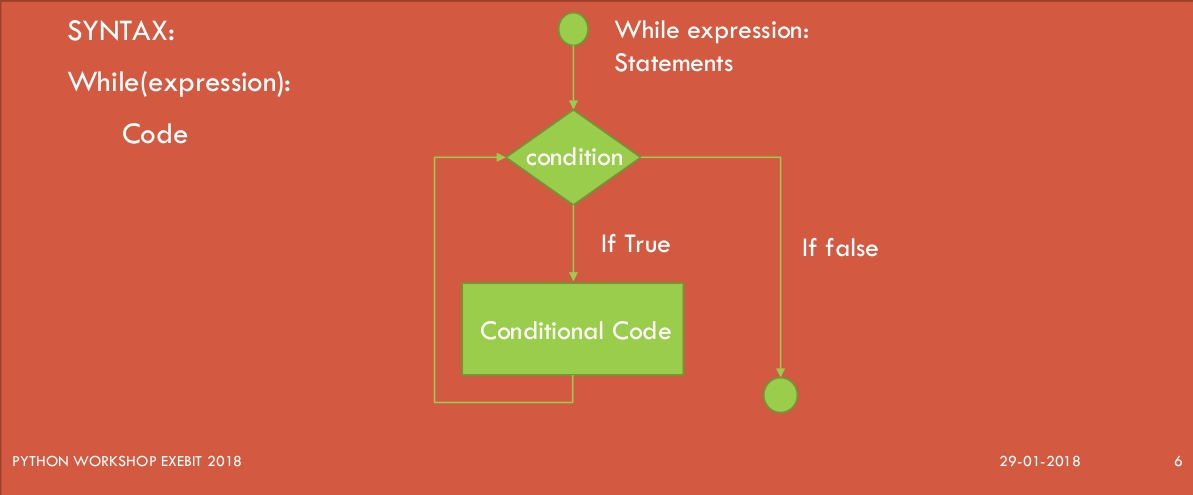 SYNTAX:
While(expression):
Code
While expression:
Statements
condition
If True
If false
Conditional Code
PYTHON WORKSHOP EXEBIT 2018
29-01-2018
6